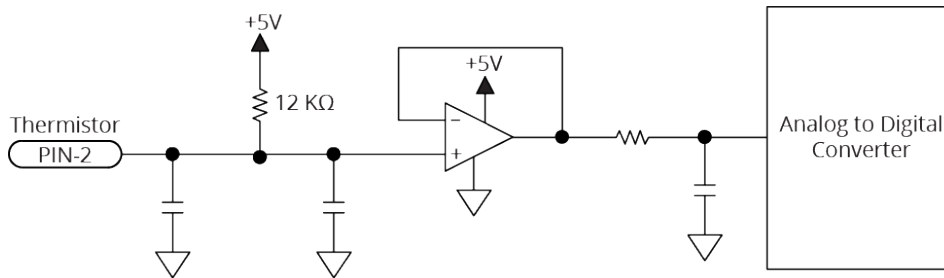 +5V
12 KΩ
+5V
Thermistor
PIN-2
−
+
Analog to Digital
Converter